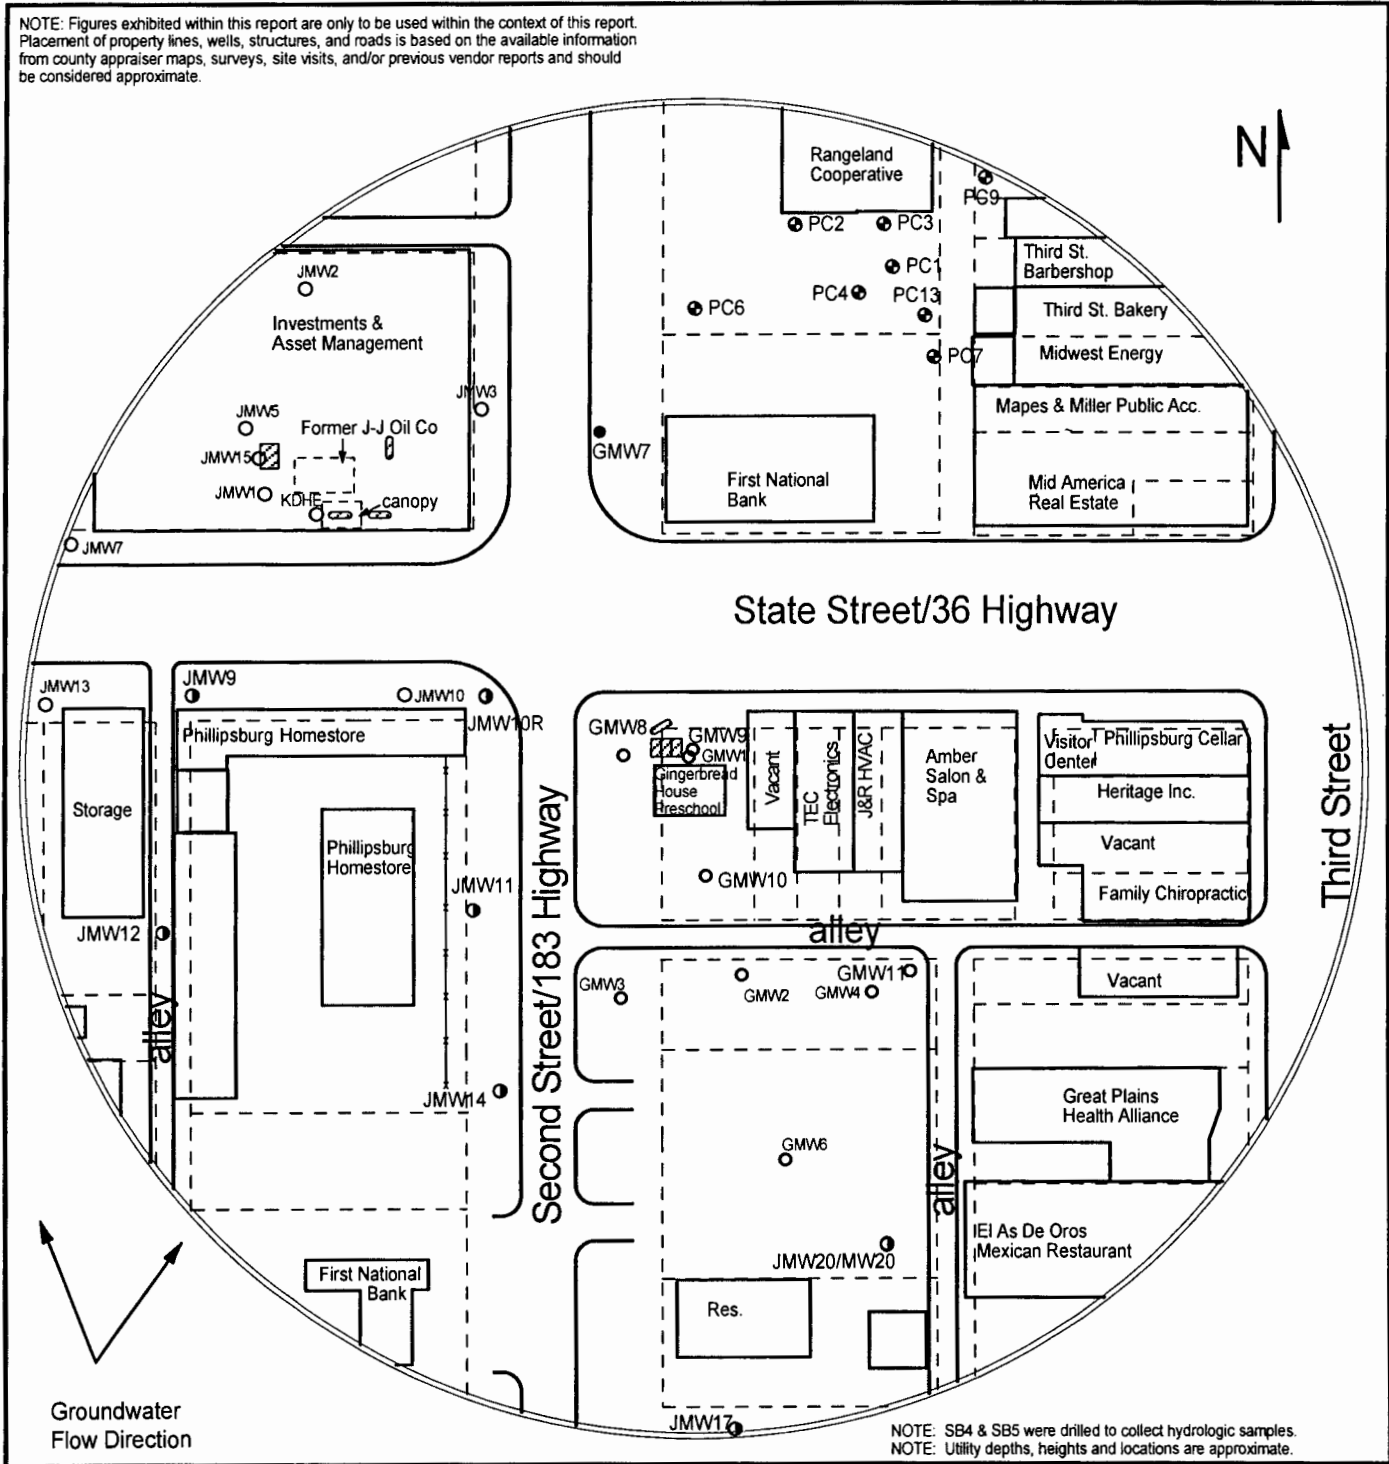 NOTE: Figures exhibited within this report are only to be used within the context of this report.
Placement of property lines, wells, structures, and roads is based on the available information
from county appraiser maps, surveys, site visits, and/or previous vendor reports and should
be considered approximate.
N
Rangeland
Cooperative
PC9
PC2
PC3
PC1
PC4
PC13
PC6
PC7
Third St.
Barbershop
Third St. Bakery
Midwest Energy
Mapes & Miller Public Acc.
Mid America
Real Estate
JMW2
Investments &
Asset Management
JMW3
JMW5
Former J-J Oil Co
JMW15
JMW1
KDHE
canopy
JMW7
GMW7
First National
Bank
State Street/36 Highway
JMW13
JMW9
JMW10
JMW10R
Phillipsburg Homestore
Storage
Phillipsburg
Homestore
JMW11
JMW12
alley
JMW14
Second Street/183 Highway
GMW8
GMW9
GMW1
Gingerbread
House
Preschool
Vacant
TEC
Electronics
J&R HVAC
Amber
Salon &
Spa
Visitor
Center
Phillipsburg Cellar
Heritage Inc.
Vacant
Family Chiropractic
Third Street
GMW10
alley
GMW3
GMW2
GMW11
GMW4
Vacant
Great Plains
Health Alliance
GMW6
alley
El As De Oros
Mexican Restaurant
JMW20/MW20
First National
Bank
Res.
JMW17
Groundwater
Flow Direction
NOTE: SB4 & SB5 were drilled to collect hydrologic samples.
NOTE: Utility depths, heights and locations are approximate.